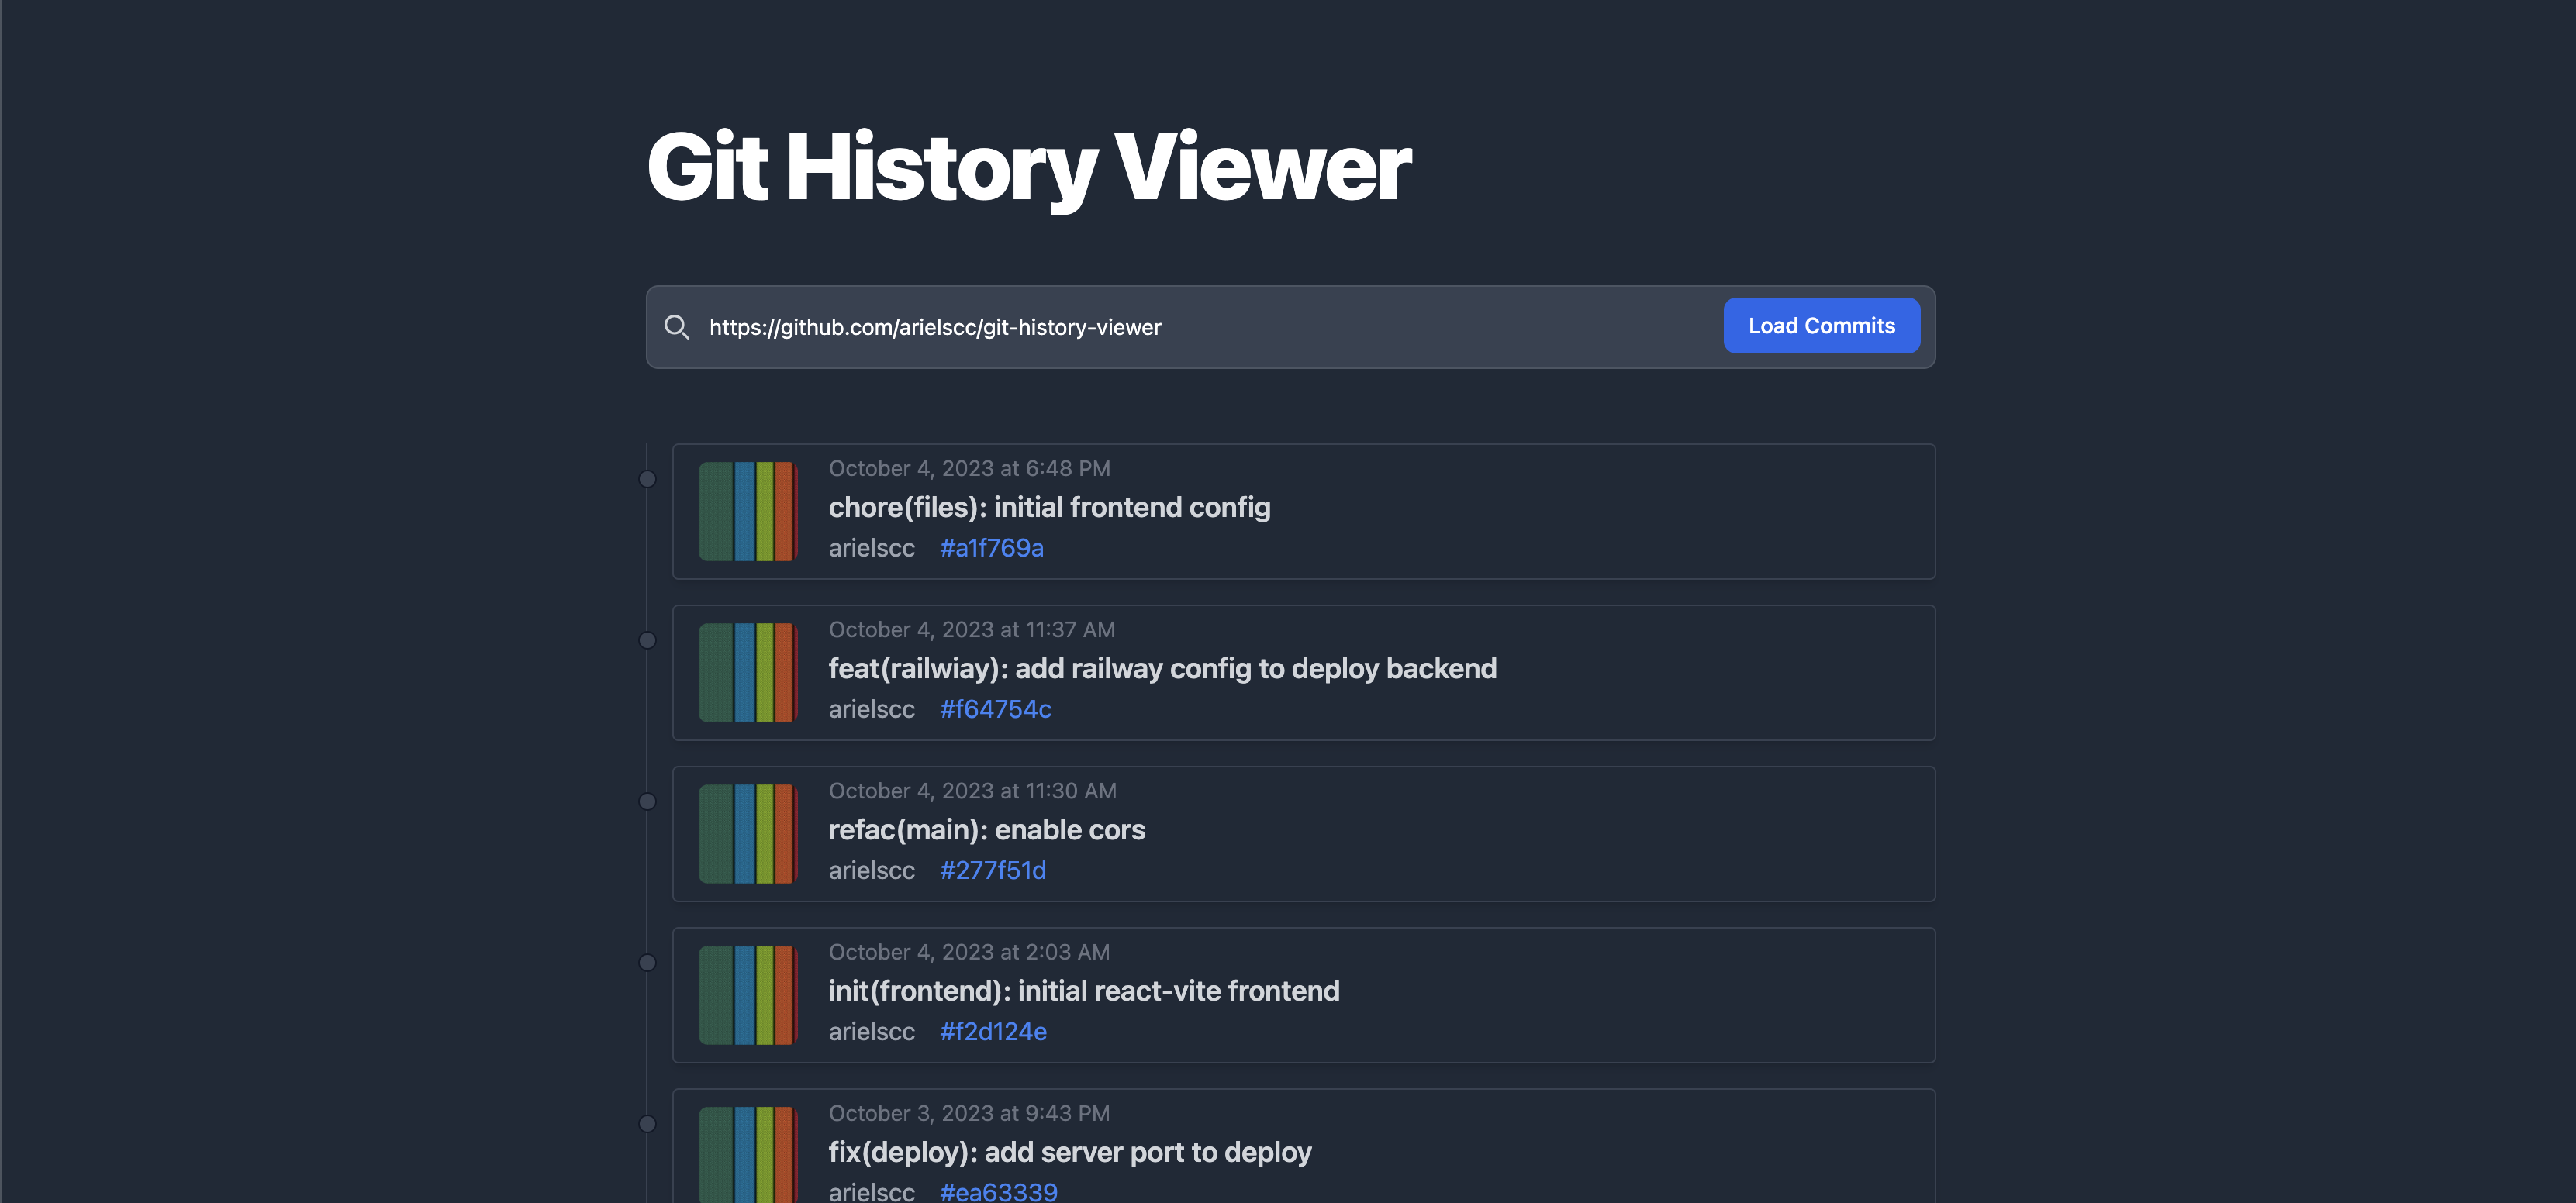 Git History Viewer
https://github.com/arielscc/git-history-viewer
Load Commits
October 4, 2023 at 6:48 PM
chore(files): initial frontend config
arielscc #a1f769a
October 4, 2023 at 11:37 AM
feat(railwiay): add railway config to deploy backend
arielscc #f64754c
October 4, 2023 at 11:30 AM
refac(main): enable cors
arielscc #277f51d
October 4, 2023 at 2:03 AM
init(frontend): initial react-vite frontend
arielscc #f2d124e
October 3, 2023 at 9:43 PM
fix(deploy): add server port to deploy
arielscc #ea63339